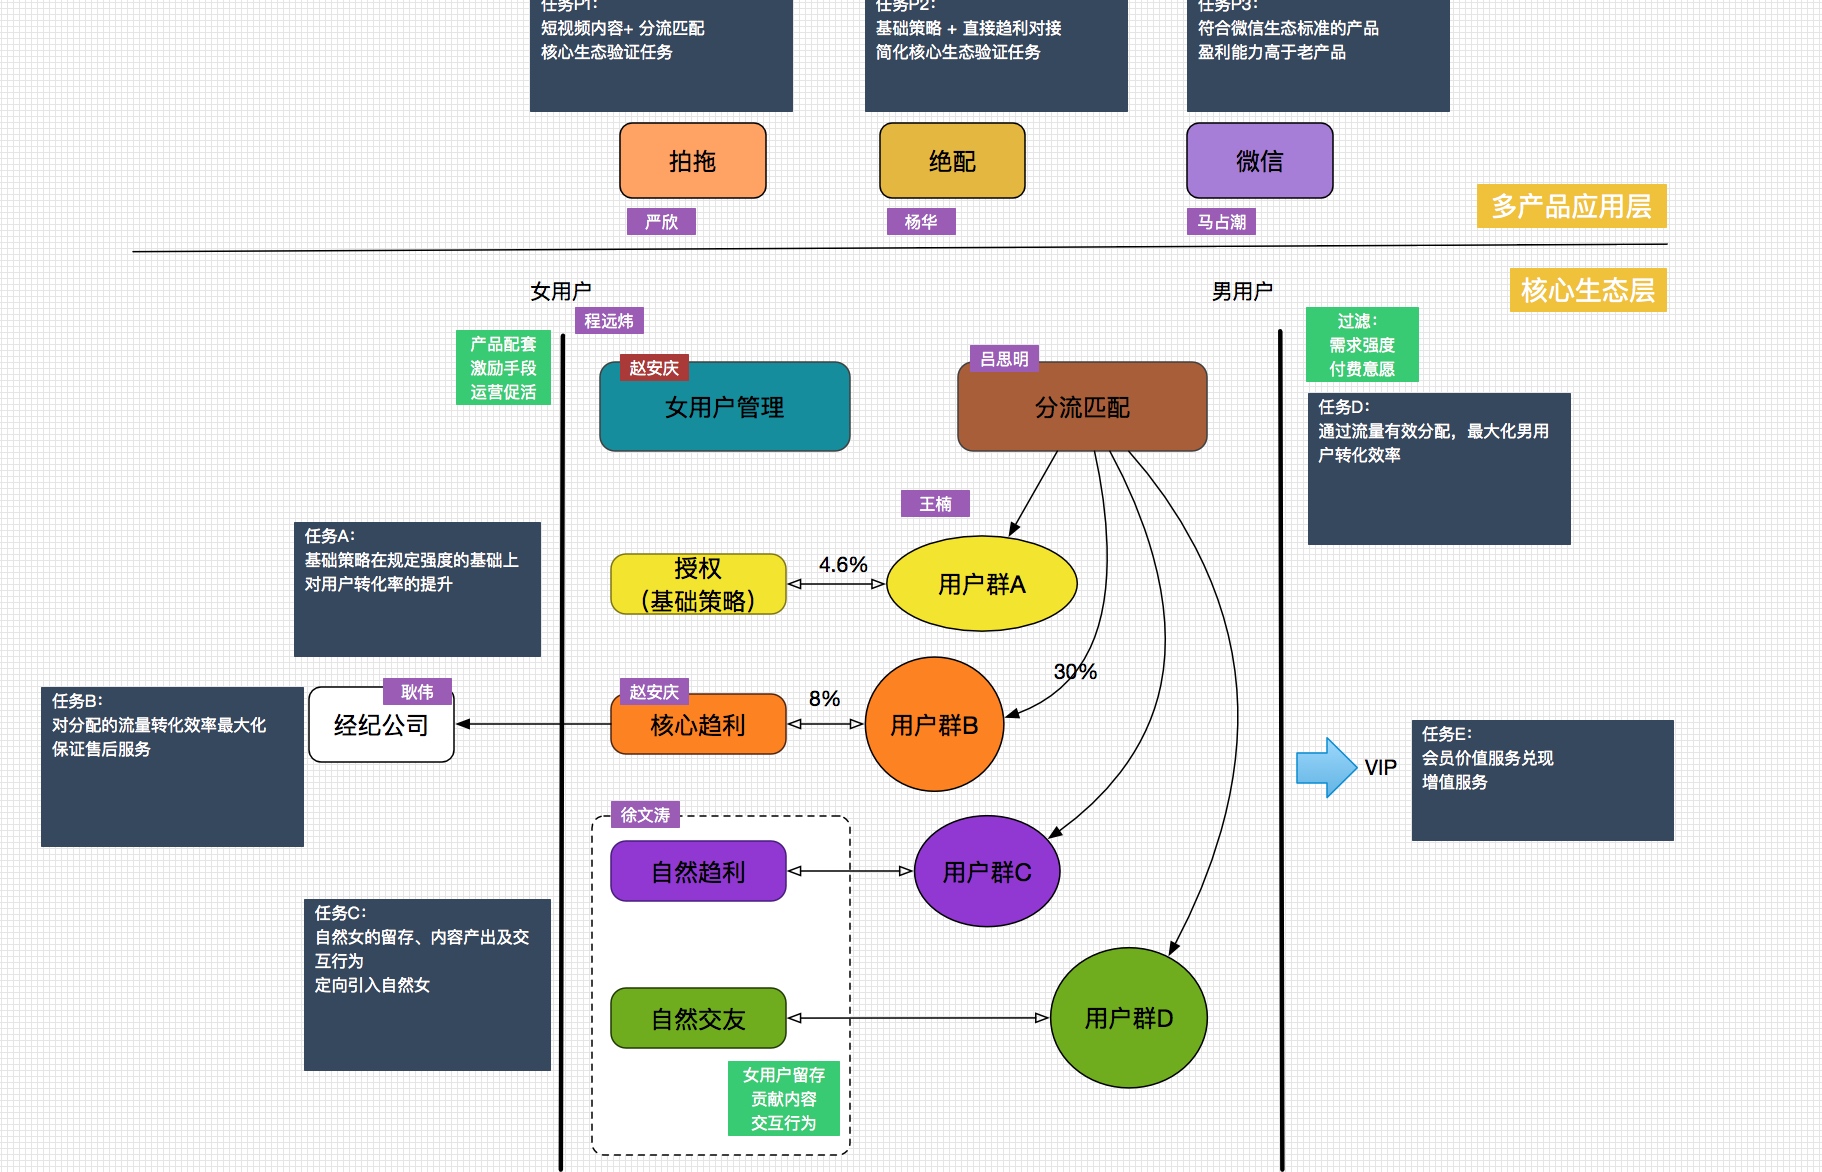 任务P1：
短视频内容+ 分流匹配
核心生态验证任务
任务P2：
基础策略 + 直接趋利对接
简化核心生态验证任务
任务P3：
符合微信生态标准的产品
盈利能力高于老产品
拍拖
绝配
微信
严欣
杨华
马占潮
多产品应用层
核心生态层
女用户
男用户
程远炜
产品配套
激励手段
运营促活
赵安庆
女用户管理
吕思明
分流匹配
过滤：
需求强度
付费意愿
任务D：
通过流量有效分配，最大化男用
户转化效率
王楠
任务A：
基础策略在规定强度的基础上
对用户转化率的提升
授权
（基础策略）
4.6%
用户群A
30%
任务B：
对分配的流量转化效率最大化
保证售后服务
耿伟
经纪公司
赵安庆
核心趋利
8%
用户群B
VIP
任务E：
会员价值服务兑现
增值服务
徐文涛
自然趋利
用户群C
任务C：
自然女的留存、内容产出及交
互行为
定向引入自然女
自然交友
用户群D
女用户留存
贡献内容
交互行为